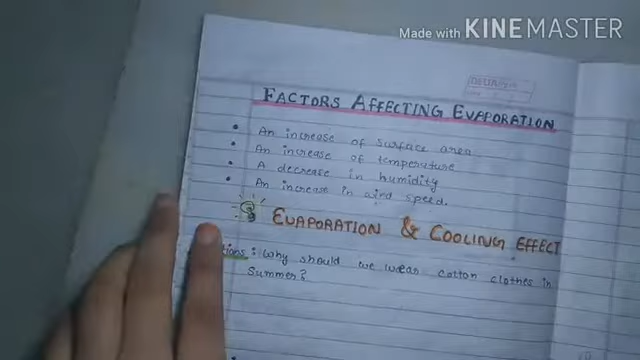 Made with KINEMASTER
FACTORS AFFECTING EVAPORATION
• An increase of surface area
• An increase of temperature
• A decrease in humidity
• An increase in wind speed.
EVAPORATION & COOLING EFFECT
tions: Why should we wear cotton clothes in
summer?